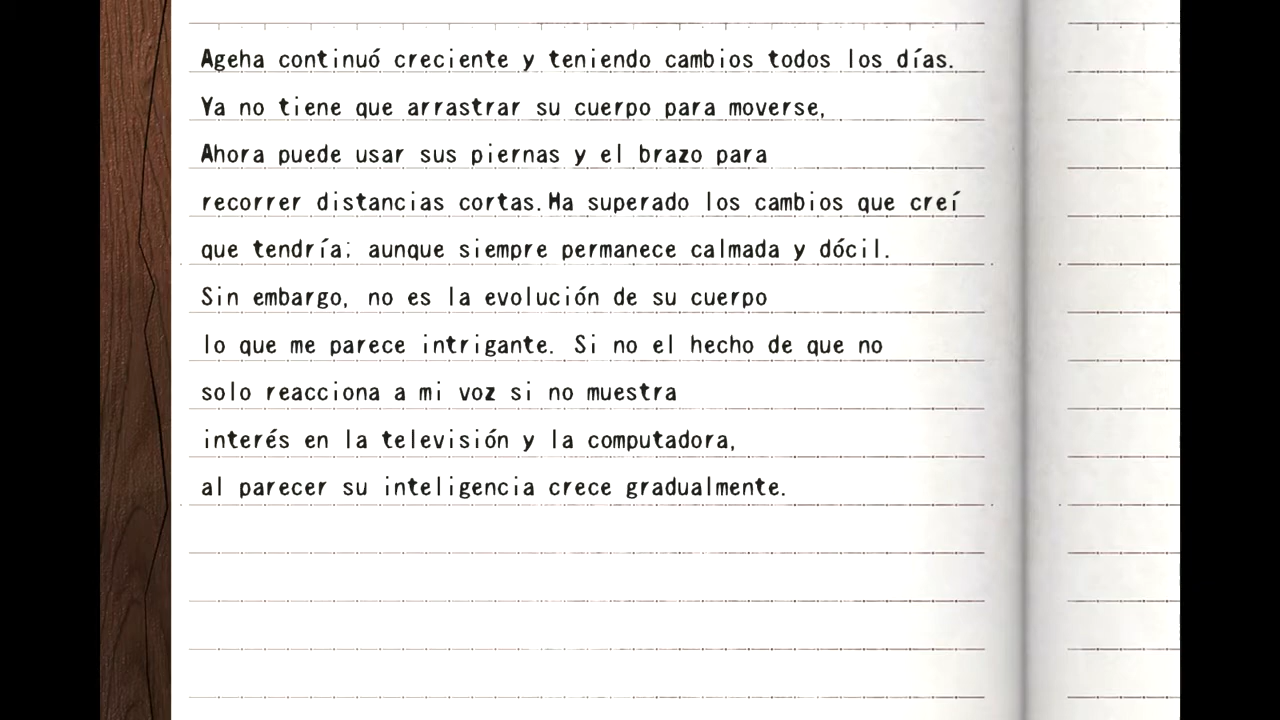 Ageha continuó creciente y teniendo cambios todos los días.
Ya no tiene que arrastrar su cuerpo para moverse,
Ahora puede usar sus piernas y el brazo para
recorrer distancias cortas. Ha superado los cambios que creí
que tendría; aunque siempre permanece calmada y dócil.
Sin embargo, no es la evolución de su cuerpo
lo que me parece intrigante. Si no el hecho de que no
solo reacciona a mi voz si no muestra
interés en la televisión y la computadora,
al parecer su inteligencia crece gradualmente.